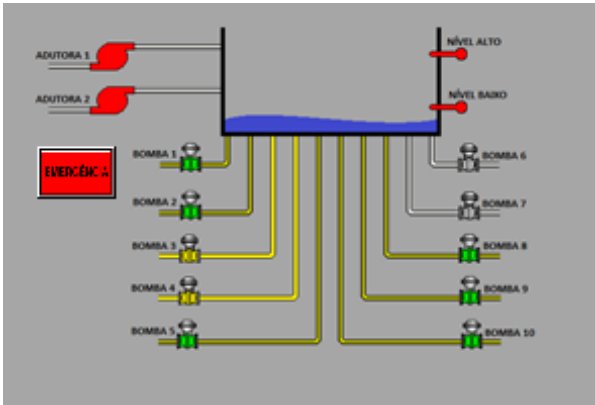 ADUTORA 1
ADUTORA 2
NÍVEL ALTO
NÍVEL BAIXO
EMERGÊNCIA
BOMBA 1
BOMBA 2
BOMBA 3
BOMBA 4
BOMBA 5
BOMBA 6
BOMBA 7
BOMBA 8
BOMBA 9
BOMBA 10